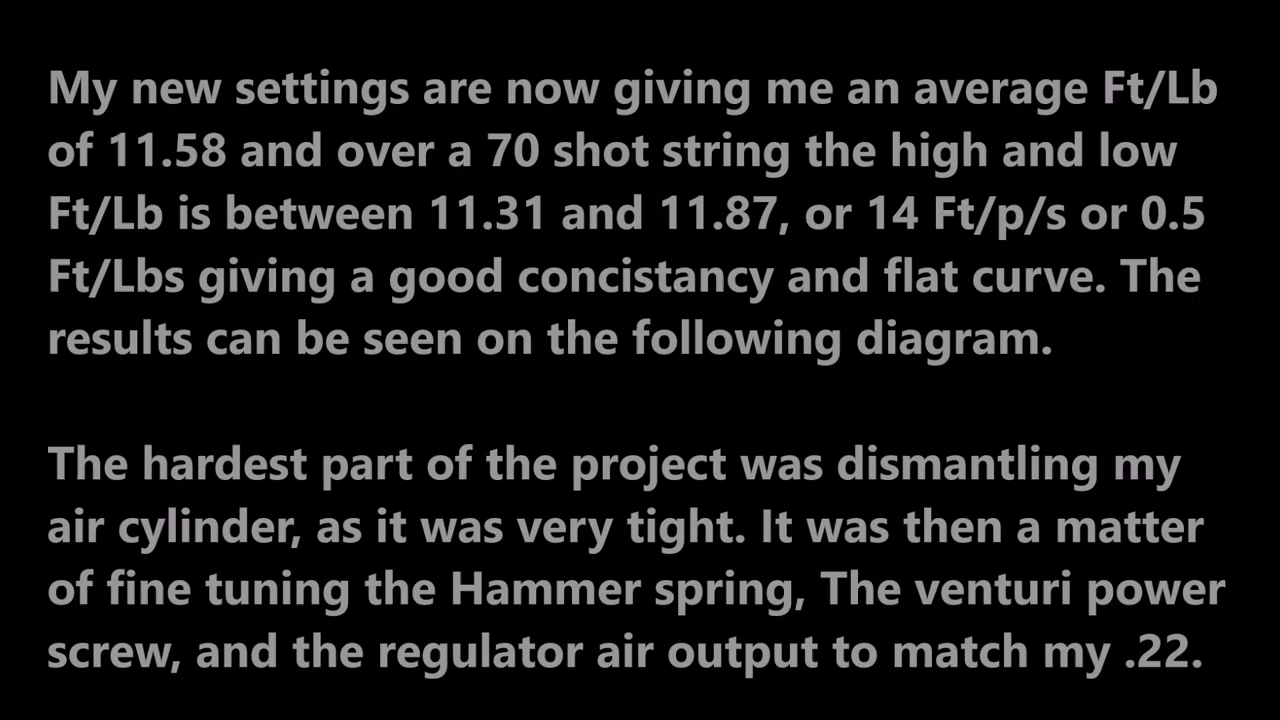 My new settings are now giving me an average Ft/Lb
of 11.58 and over a 70 shot string the high and low
Ft/Lb is between 11.31 and 11.87, or 14 Ft/p/s or 0.5
Ft/Lbs giving a good concistancy and flat curve. The
results can be seen on the following diagram.
The hardest part of the project was dismantling my
air cylinder, as it was very tight. It was then a matter
of fine tuning the Hammer spring, The venturi power
screw, and the regulator air output to match my .22.